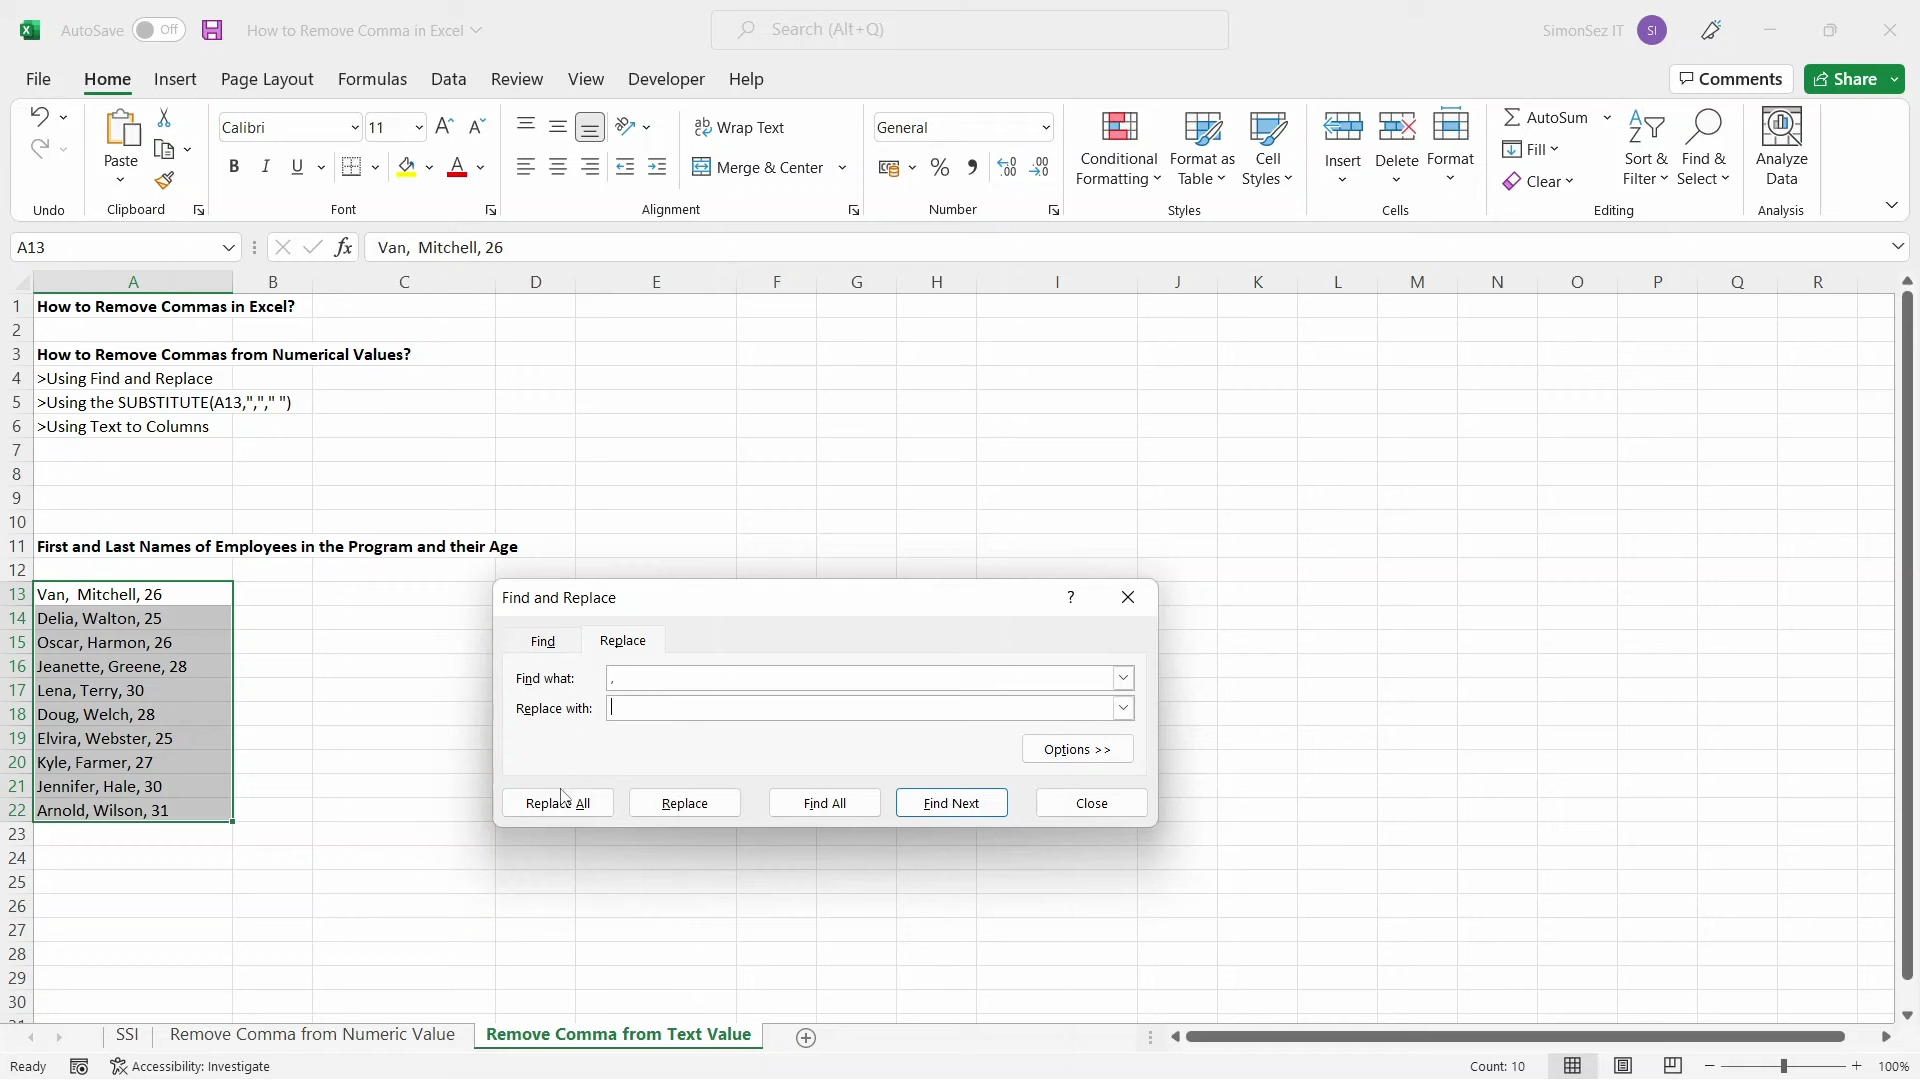 AutoSave Off How to Remove Comma in Excel Search (Alt+Q) SimonSez IT SI
File Home Insert Page Layout Formulas Data Review View Developer Help Comments Share
Calibri 11 Wrap Text General AutoSum
Paste B I U Merge & Center % Conditional Formatting Format as Table Cell Styles Insert Delete Format Fill Clear Sort & Filter Find & Select Analyze Data
Undo Clipboard Font Alignment Number Styles Cells Editing Analysis
A13 fx Van,  Mitchell, 26
A B C D E F G H I J K L M N O P Q R
1 How to Remove Commas in Excel?
2
3 How to Remove Commas from Numerical Values?
4 >Using Find and Replace
5 >Using the SUBSTITUTE(A13,","," ")
6 >Using Text to Columns
7
8
9
10
11 First and Last Names of Employees in the Program and their Age
12
13 Van,  Mitchell, 26
14 Delia, Walton, 25
15 Oscar, Harmon, 26
16 Jeanette, Greene, 28
17 Lena, Terry, 30
18 Doug, Welch, 28
19 Elvira, Webster, 25
20 Kyle, Farmer, 27
21 Jennifer, Hale, 30
22 Arnold, Wilson, 31
23
24
25
26
27
28
29
30
Find and Replace ?
Find Replace
Find what: ,
Replace with:
Options >>
Replace All Replace Find All Find Next Close
SSI Remove Comma from Numeric Value Remove Comma from Text Value
Ready Accessibility: Investigate Count: 10 100%